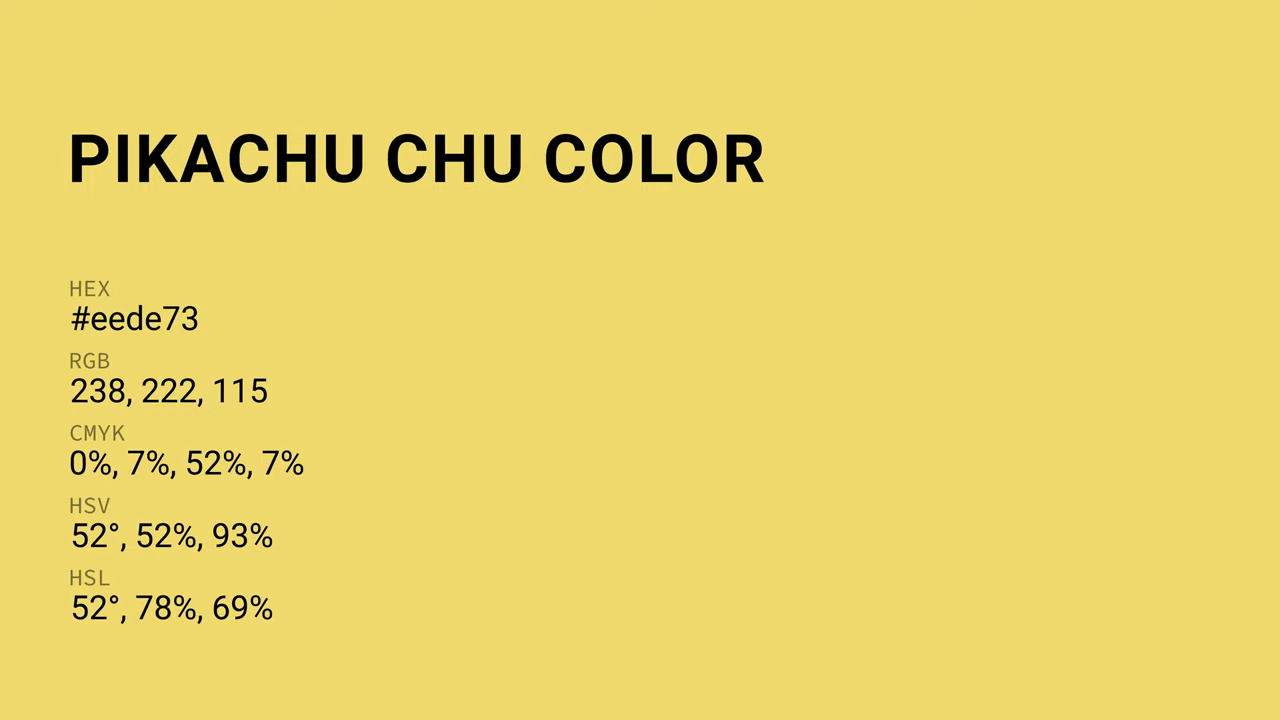 PIKACHU CHU COLOR
HEX
#eede73
RGB
238, 222, 115
CMYK
0%, 7%, 52%, 7%
HSV
52°, 52%, 93%
HSL
52°, 78%, 69%